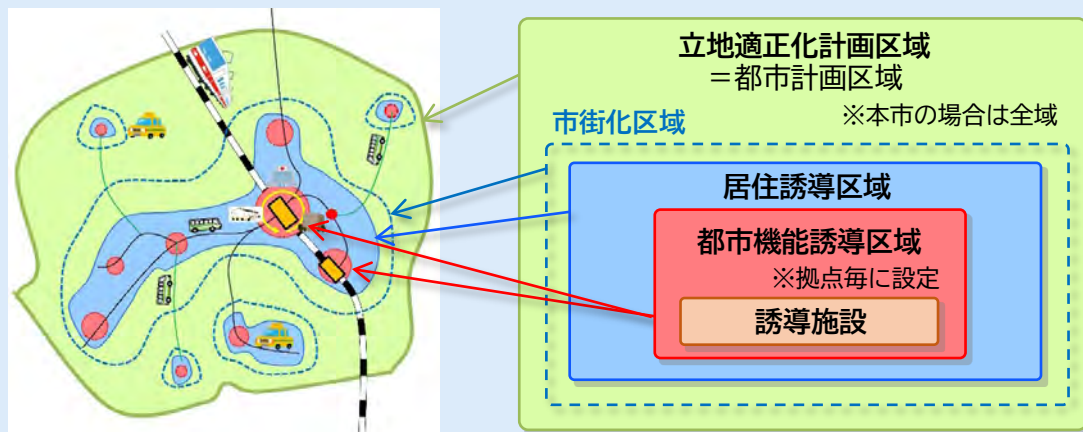 立地適正化計画区域
＝都市計画区域
※本市の場合は全域
市街化区域
居住誘導区域
都市機能誘導区域
※拠点毎に設定
誘導施設